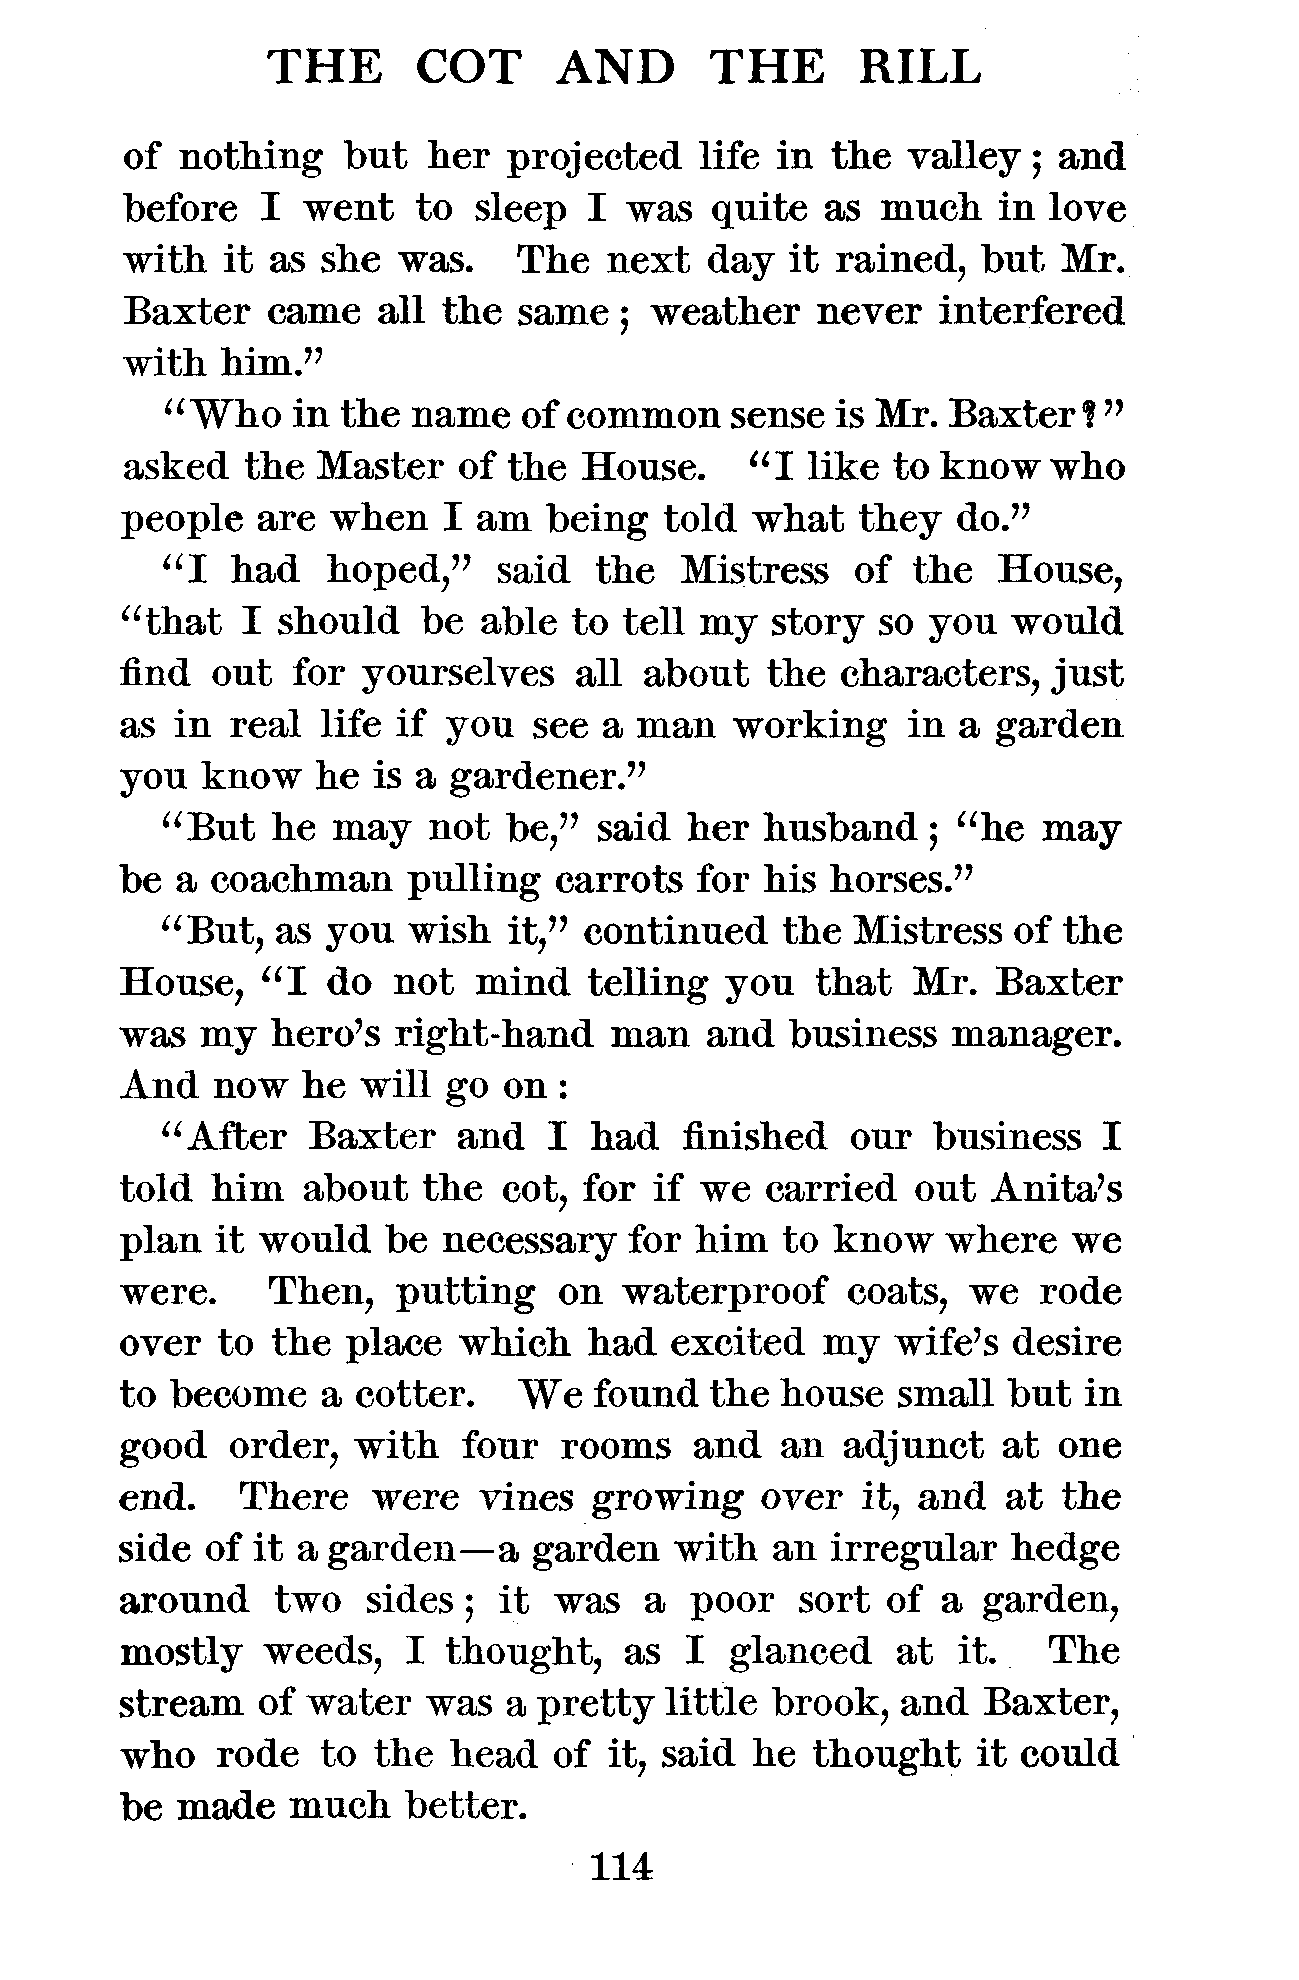 THE COT AND THE RILL
of nothing but her projected life in the valley; and
before I went to sleep I was quite as much in love
with it as she was. The next day it rained, but Mr.
Baxter came all the same; weather never interfered
with him.”
“Who in the name of common sense is Mr. Baxter?”
asked the Master of the House. “I like to know who
people are when I am being told what they do.”
“I had hoped,” said the Mistress of the House,
“that I should be able to tell my story so you would
find out for yourselves all about the characters, just
as in real life if you see a man working in a garden
you know he is a gardener.”
“But he may not be,” said her husband; “he may
be a coachman pulling carrots for his horses.”
“But, as you wish it,” continued the Mistress of the
House, “I do not mind telling you that Mr. Baxter
was my hero’s right-hand man and business manager.
And now he will go on:
“After Baxter and I had finished our business I
told him about the cot, for if we carried out Anita’s
plan it would be necessary for him to know where we
were. Then, putting on waterproof coats, we rode
over to the place which had excited my wife’s desire
to become a cotter. We found the house small but in
good order, with four rooms and an adjunct at one
end. There were vines growing over it, and at the
side of it a garden—a garden with an irregular hedge
around two sides; it was a poor sort of a garden,
mostly weeds, I thought, as I glanced at it. The
stream of water was a pretty little brook, and Baxter,
who rode to the head of it, said he thought it could
be made much better.
114